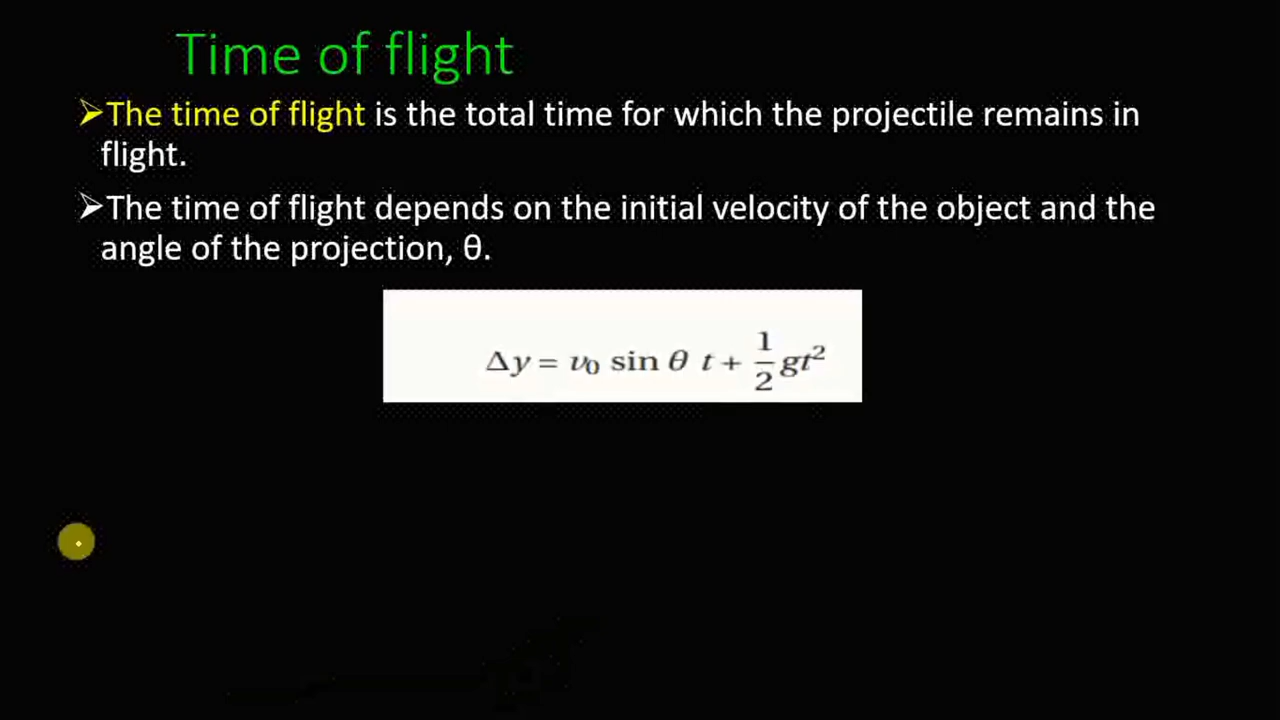 Time of flight
➢The time of flight is the total time for which the projectile remains in
flight.
➢The time of flight depends on the initial velocity of the object and the
angle of the projection, θ.
Δy = v₀ sin θ t + 1/2 gt²